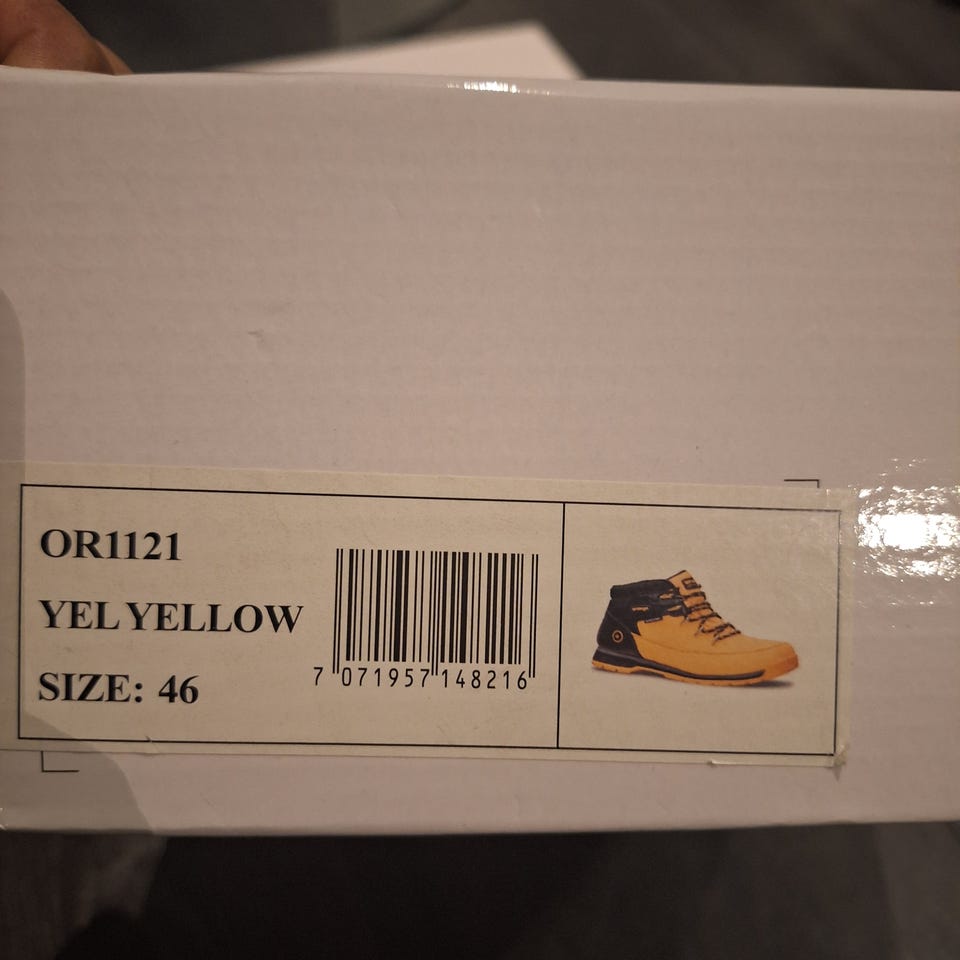 OR1121
YEL YELLOW
SIZE: 46
7 071957 148216